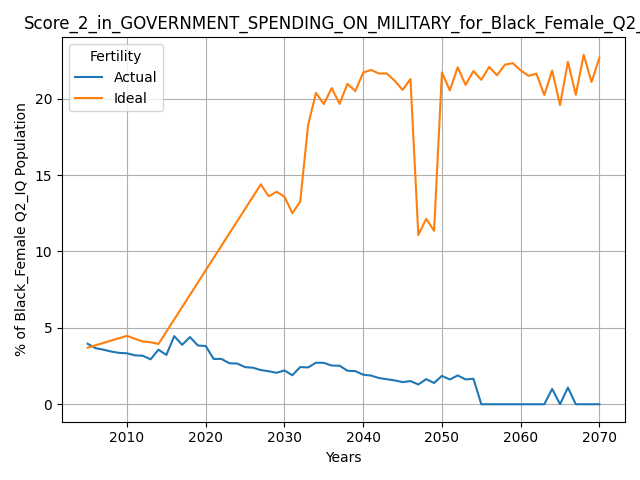 Score_2_in_GOVERNMENT_SPENDING_ON_MILITARY_for_Black_Female_Q2_
Fertility
Actual
Ideal
% of Black_Female Q2_IQ Population
20
15
10
5
0
2010 2020 2030 2040 2050 2060 2070
Years